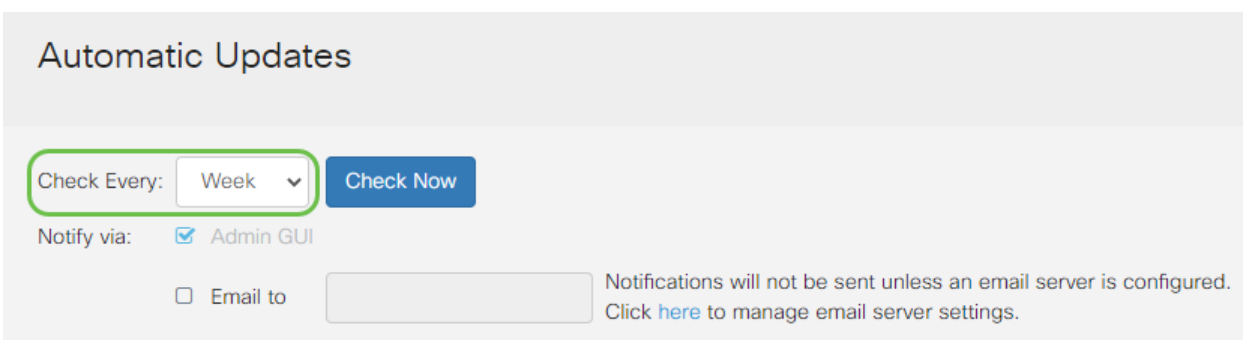 Automatic Updates
Check Every: Week Check Now
Notify via: Admin GUI
Email to
Notifications will not be sent unless an email server is configured.
Click here to manage email server settings.